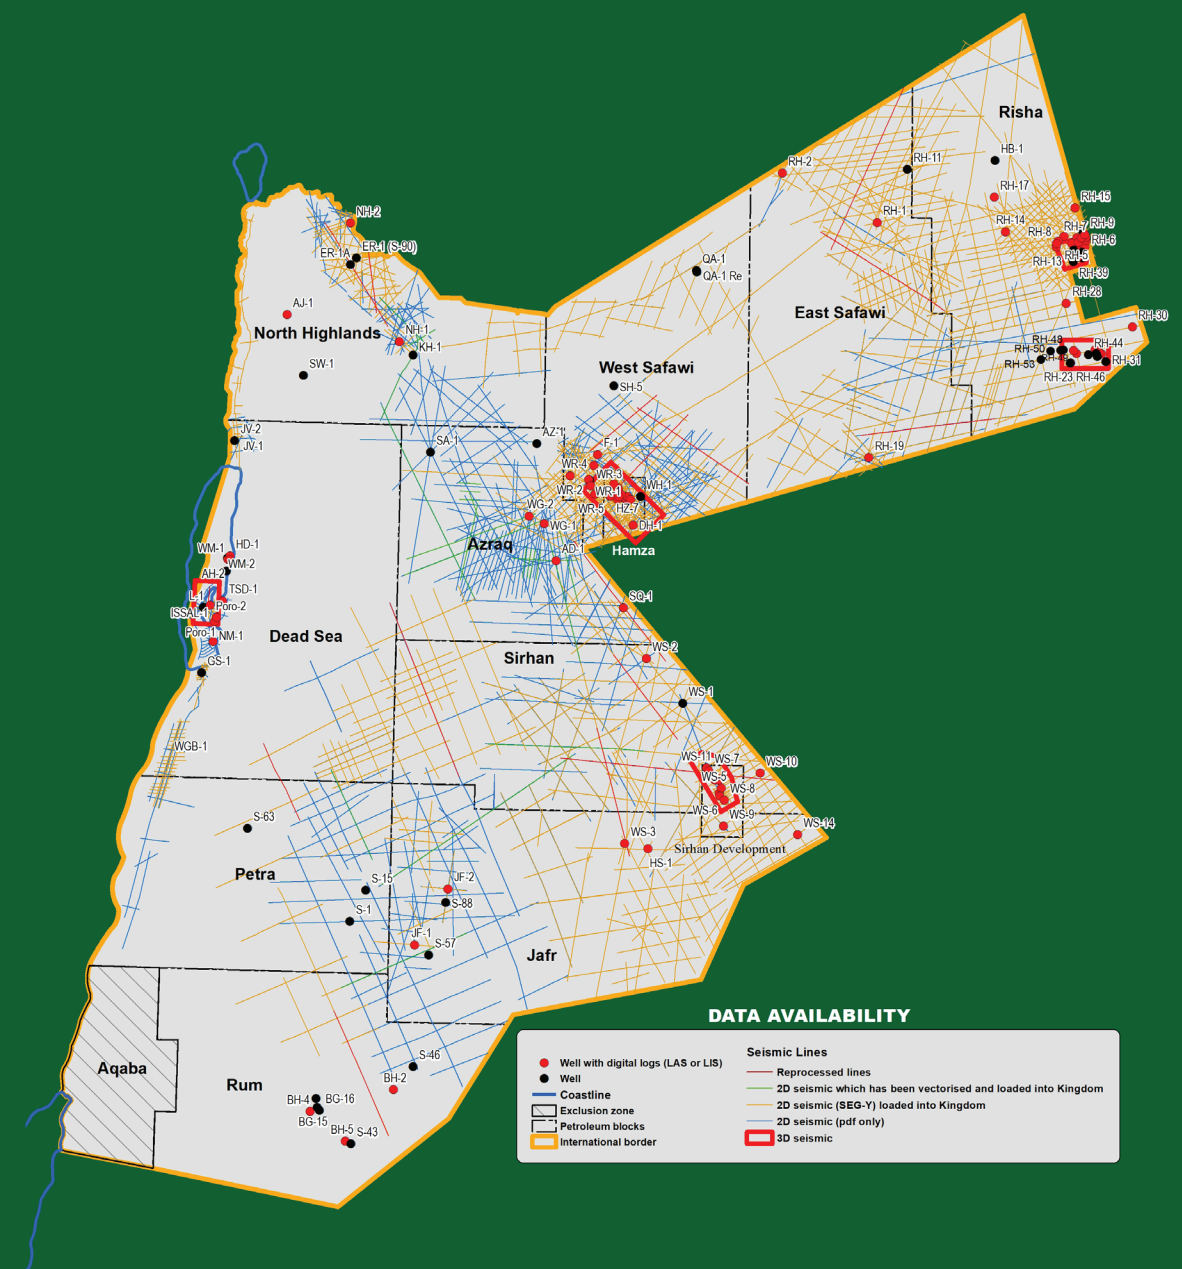 Risha
HB-1
RH-11
RH-2
RH-17
RH-15
RH-1
RH-14
RH-8
RH-7
RH-9
RH-6
RH-5
RH-13
RH-39
RH-28
RH-30
RH-48
RH-44
RH-50
RH-49
RH-53
RH-31
RH-23
RH-46
RH-19
East Safawi
QA-1
QA-1 Re
West Safawi
SH-5
NH-2
ER-1 (S-90)
ER-1A
AJ-1
North Highlands
NH-1
KH-1
SW-1
JV-2
JV-1
SA-1
AZ-1
F-1
WR-4
WR-3
WR-2
WR-1
WH-1
WR-5
HZ-7
DH-1
Hamza
WG-2
WG-1
Azraq
AD-1
WM-1
HD-1
WM-2
AH-2
TSD-1
L-1
Poro-2
ISSAL-1
Poro-1
NM-1
GS-1
Dead Sea
SQ-1
Sirhan
WS-2
WS-1
WGB-1
WS-11
WS-7
WS-10
WS-5
WS-8
WS-6
WS-9
WS-14
WS-3
HS-1
Sirhan Development
S-63
Petra
S-15
JF-2
S-88
S-1
JF-1
S-57
Jafr
Aqaba
Rum
S-46
BH-2
BH-4
BG-16
BG-15
BH-5
S-43
DATA AVAILABILITY
Well with digital logs (LAS or LIS)
Well
Coastline
Exclusion zone
Petroleum blocks
International border
Seismic Lines
Reprocessed lines
2D seismic which has been vectorised and loaded into Kingdom
2D seismic (SEG-Y) loaded into Kingdom
2D seismic (pdf only)
3D seismic